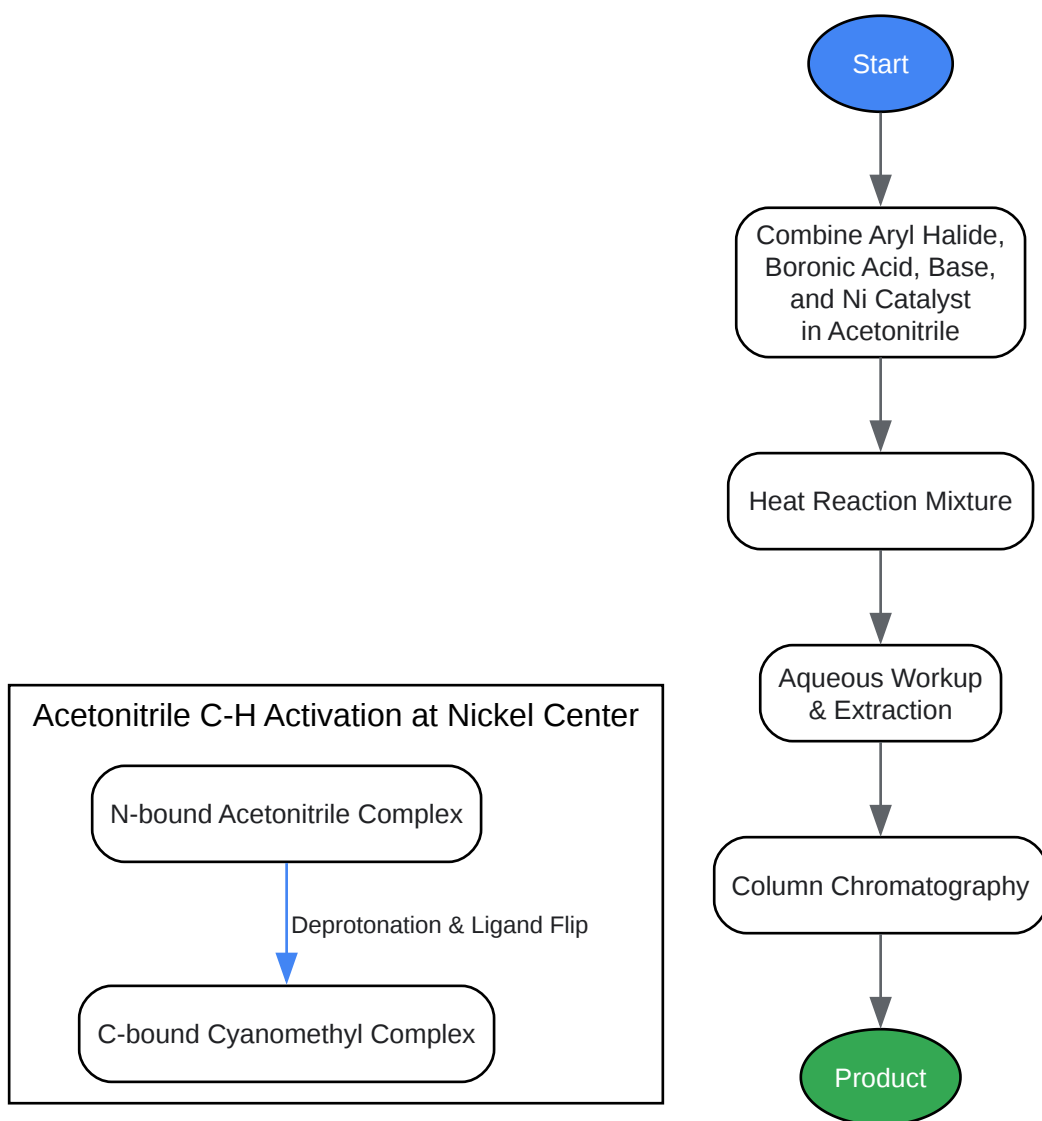 Start
Combine Aryl Halide,
Boronic Acid, Base,
and Ni Catalyst
in Acetonitrile
Heat Reaction Mixture
Aqueous Workup
& Extraction
Column Chromatography
Product
Acetonitrile C-H Activation at Nickel Center
N-bound Acetonitrile Complex
Deprotonation & Ligand Flip
C-bound Cyanomethyl Complex